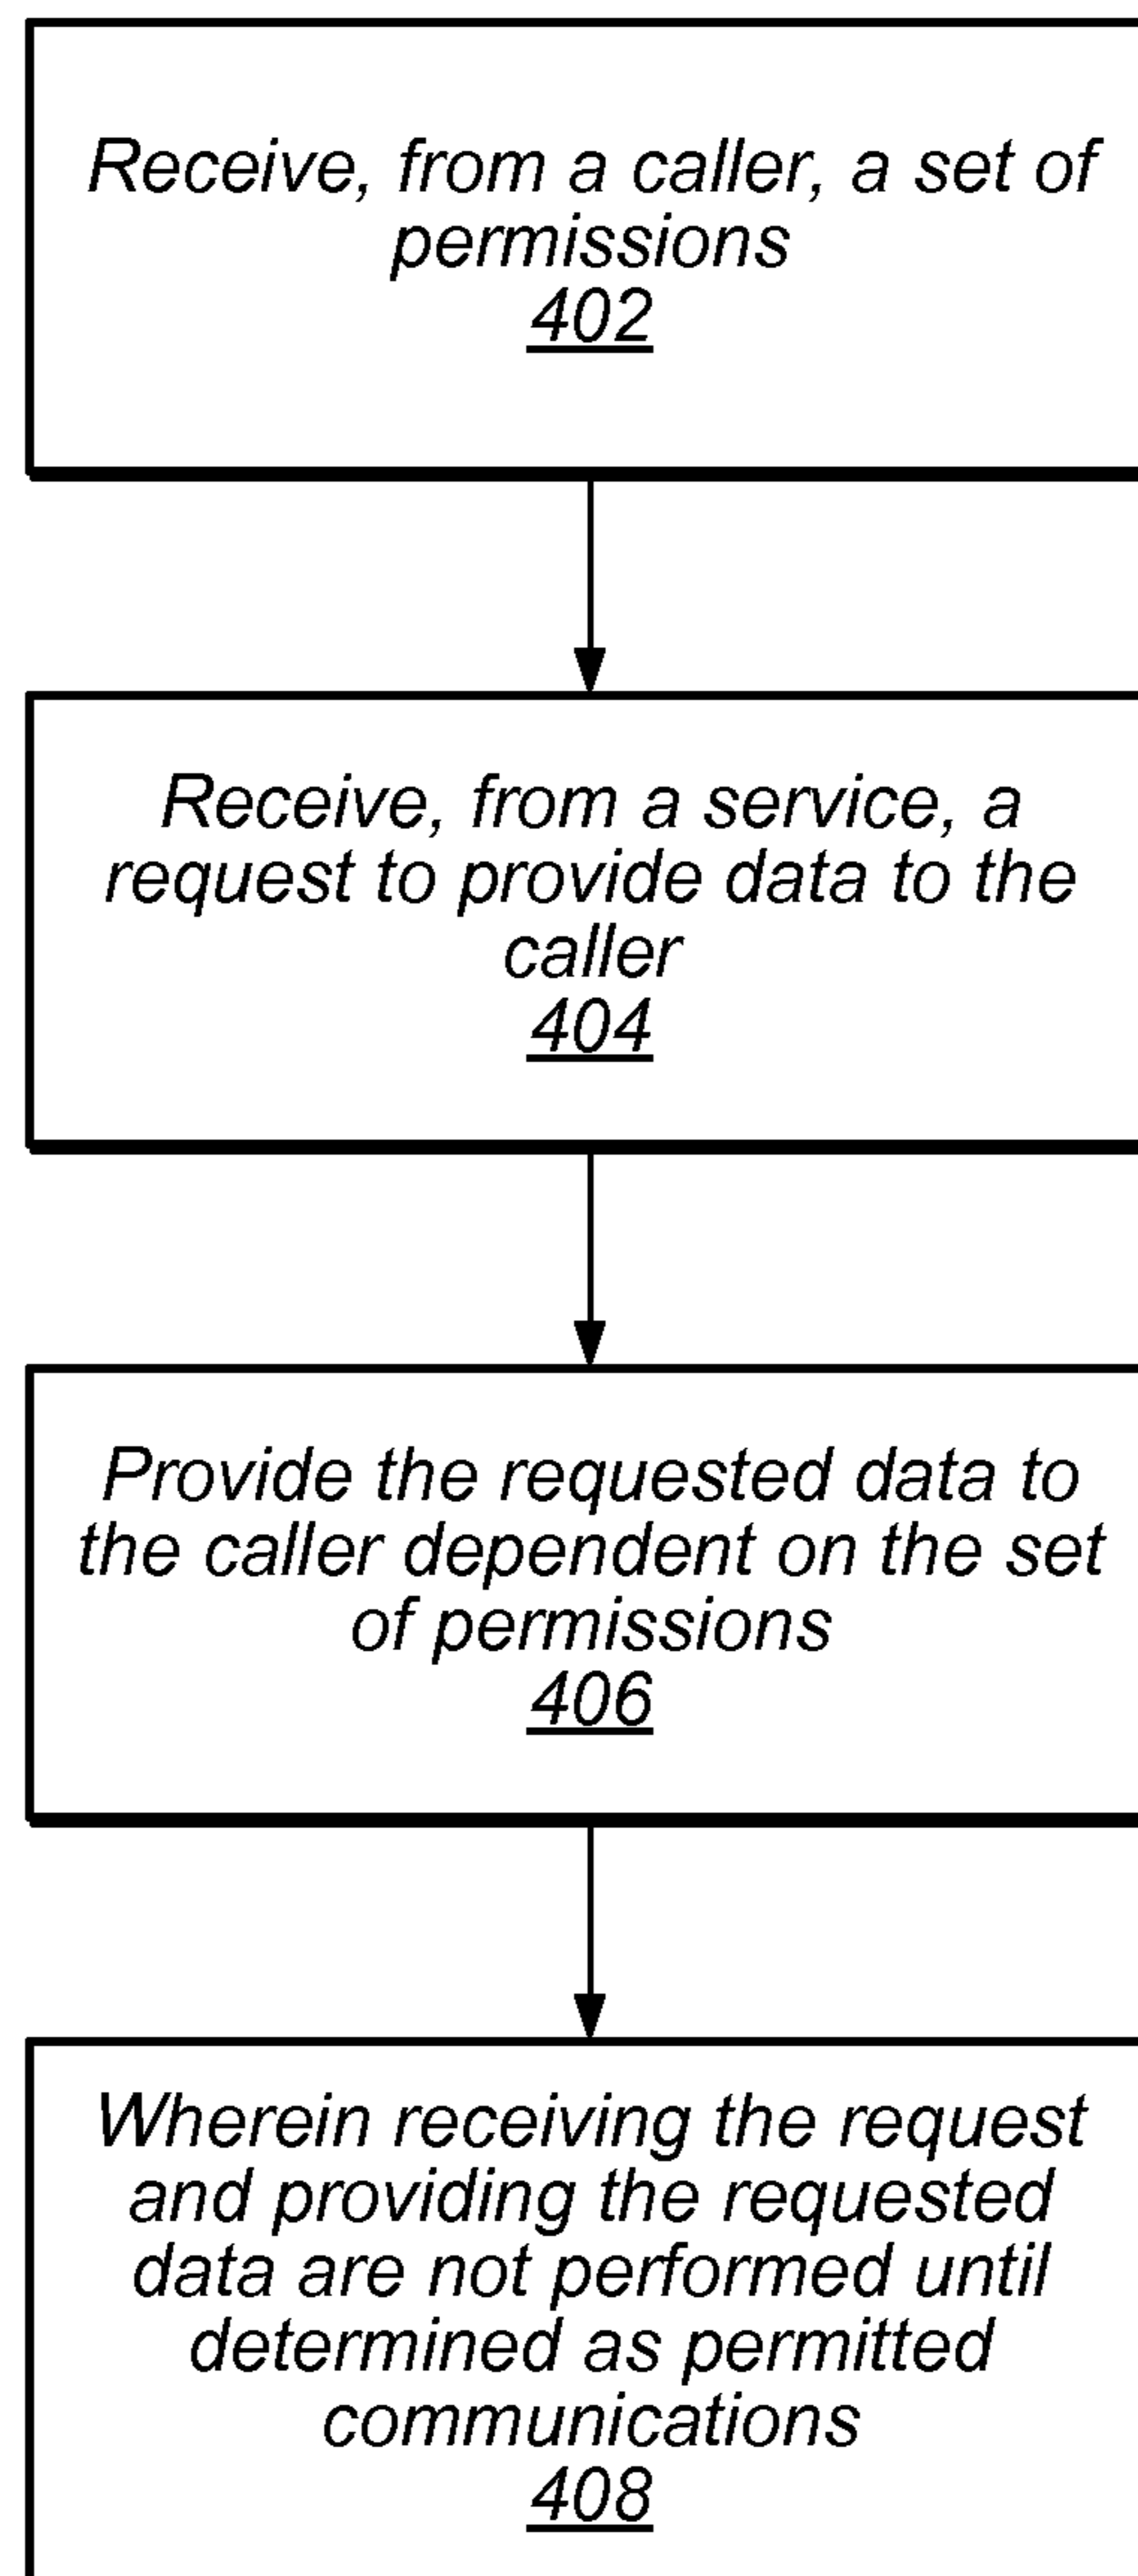 Receive, from a caller, a set of
permissions
402
Receive, from a service, a
request to provide data to the
caller
404
Provide the requested data to
the caller dependent on the set
of permissions
406
Wherein receiving the request
and providing the requested
data are not performed until
determined as permitted
communications
408